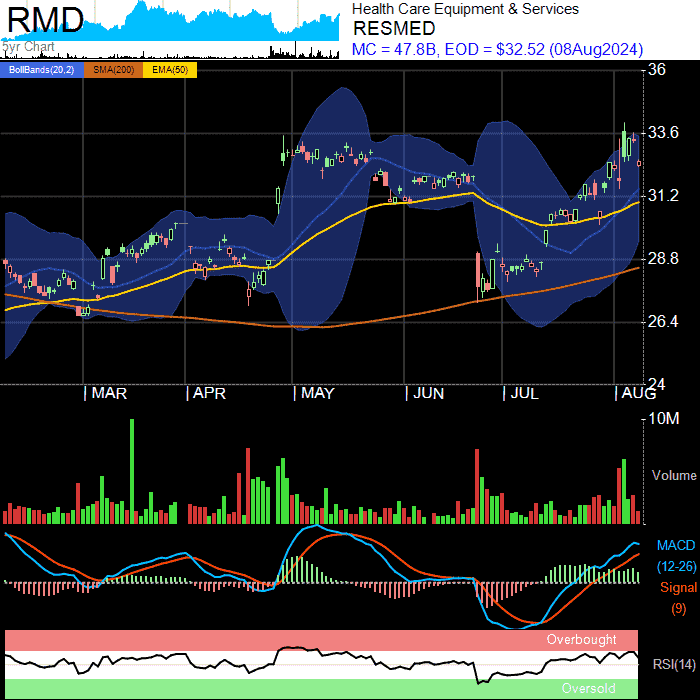 RMD
5yr Chart
Health Care Equipment & Services
RESMED
MC = 47.8B, EOD = $32.52 (08Aug2024)
BollBands(20,2) SMA(200) EMA(50)
36
33.6
31.2
28.8
26.4
24
| MAR | APR | MAY | JUN | JUL | AUG
10M
Volume
MACD
(12-26)
Signal
(9)
Overbought
RSI(14)
Oversold